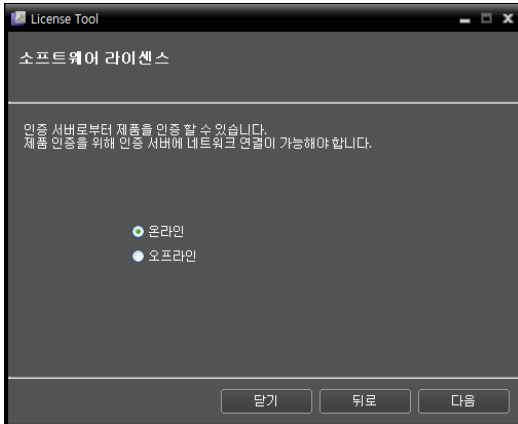 License Tool
소프트웨어 라이센스
인증 서버로부터 제품을 인증 할 수 있습니다.
제품 인증을 위해 인증 서버에 네트워크 연결이 가능해야 합니다.
온라인
오프라인
닫기 뒤로 다음